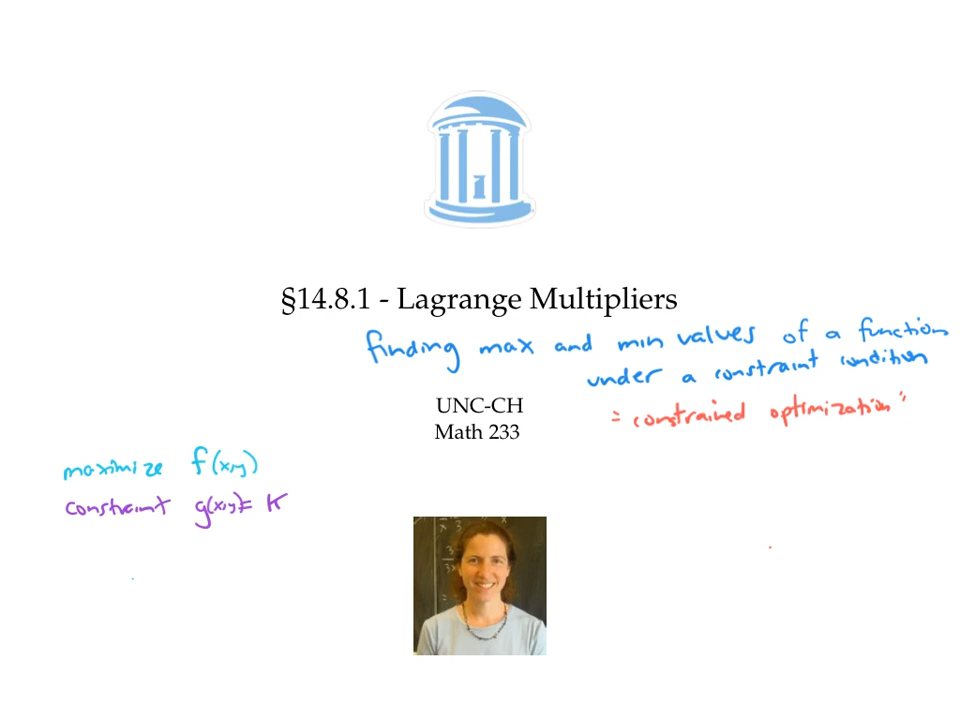 §14.8.1 - Lagrange Multipliers
finding max and min values of a function
under a constraint condition
= constrained optimization"
UNC-CH
Math 233
maximize f(x,y)
constraint g(x,y)= K